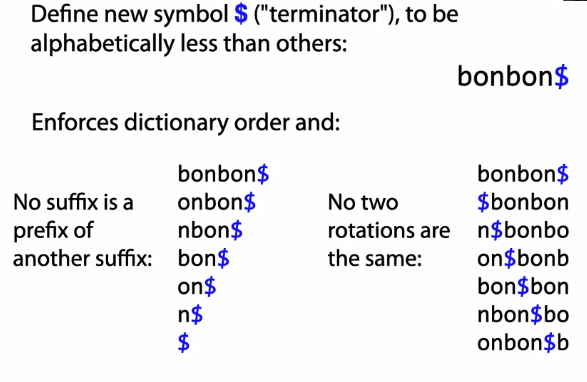 Define new symbol $ ("terminator"), to be
alphabetically less than others:
bonbon$
Enforces dictionary order and:
No suffix is a
prefix of
another suffix:
bonbon$
onbon$
nbon$
bon$
on$
n$
$
No two
rotations are
the same:
bonbon$
$bonbon
n$bonbo
on$bonb
bon$bon
nbon$bo
onbon$b